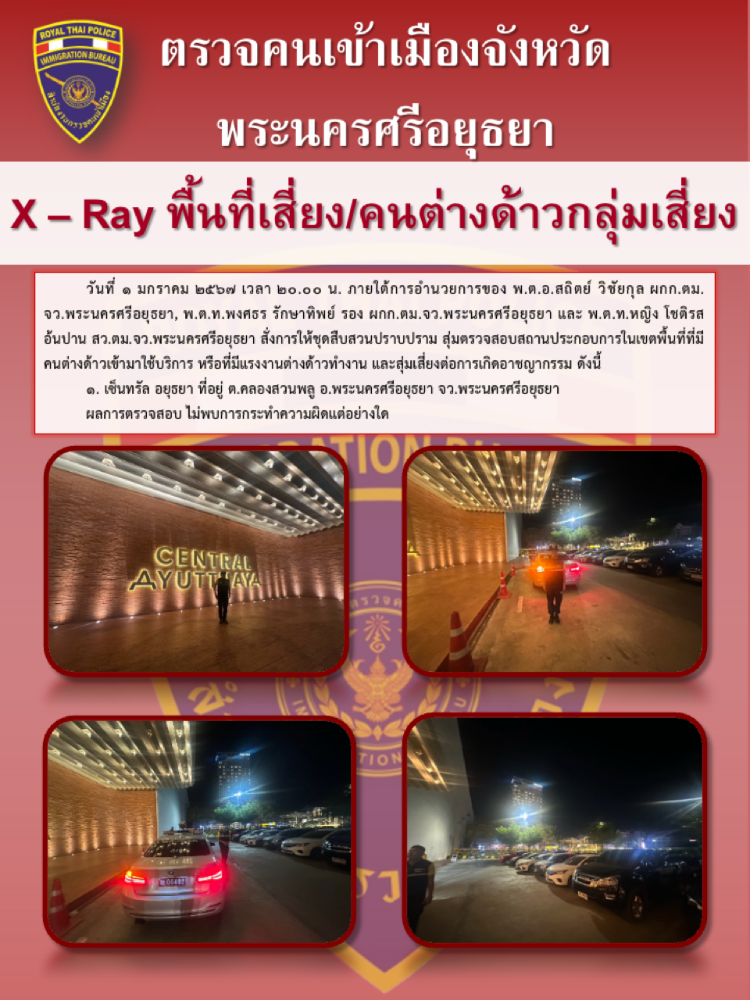 ROYAL THAI POLICE
IMMIGRATION BUREAU
สำนักงานตรวจคนเข้าเมือง
ตรวจคนเข้าเมืองจังหวัด
พระนครศรีอยุธยา
X – Ray พื้นที่เสี่ยง/คนต่างด้าวกลุ่มเสี่ยง
วันที่ ๑ มกราคม ๒๕๖๗ เวลา ๒๐.๐๐ น. ภายใต้การอำนวยการของ พ.ต.อ.สถิตย์ วิชัยกุล ผกก.ตม.
จว.พระนครศรีอยุธยา, พ.ต.ท.พงศธร รักษาทิพย์ รอง ผกก.ตม.จว.พระนครศรีอยุธยา และ พ.ต.ท.หญิง โชติรส
อ้นปาน สว.ตม.จว.พระนครศรีอยุธยา สั่งการให้ชุดสืบสวนปราบปราม สุ่มตรวจสอบสถานประกอบการในเขตพื้นที่ที่มี
คนต่างด้าวเข้ามาใช้บริการ หรือที่มีแรงงานต่างด้าวทำงาน และสุ่มเสี่ยงต่อการเกิดอาชญากรรม ดังนี้
๑. เซ็นทรัล อยุธยา ที่อยู่ ต.คลองสวนพลู อ.พระนครศรีอยุธยา จว.พระนครศรีอยุธยา
ผลการตรวจสอบ ไม่พบการกระทำความผิดแต่อย่างใด
CENTRAL
AYUTTHAYA